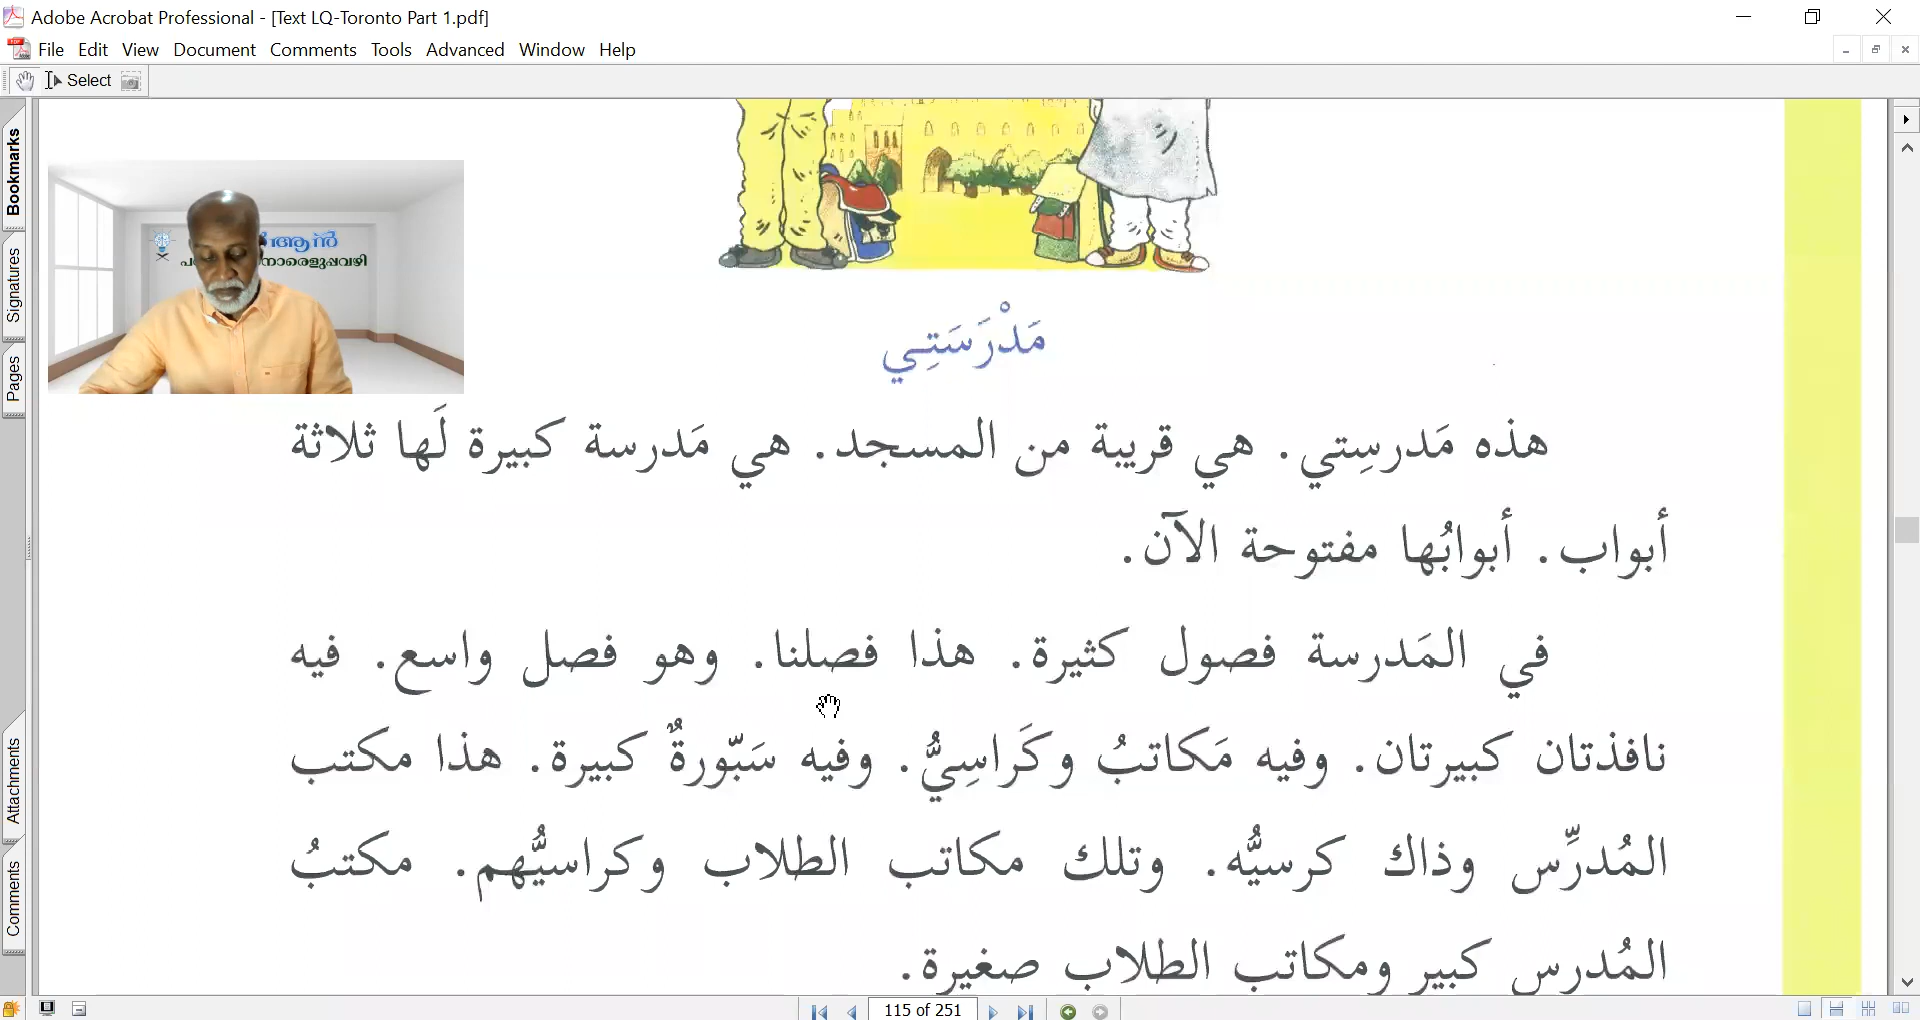 Adobe Acrobat Professional - [Text LQ-Toronto Part 1.pdf]
File Edit View Document Comments Tools Advanced Window Help
Select
Bookmarks
Signatures
Pages
Attachments
Comments
مَدْرَسَتِي
هذه مَدرسِتي. هي قريبة من المسجد. هي مَدرسة كبيرة لَها ثلاثة
أبواب. أبوابُها مفتوحة الآن.
في المَدرسة فصول كثيرة. هذا فصلنا. وهو فصل واسع. فيه
نافذتان كبيرتان. وفيه مَكاتبُ وكَراسِيُّ. وفيه سَبّورةٌ كبيرة. هذا مكتب
المُدرِّس وذاك كرسيُّه. وتلك مكاتب الطلاب وكراسيُّهم. مكتبُ
المُدرس كبير ومكاتب الطلاب صغيرة.
115 of 251